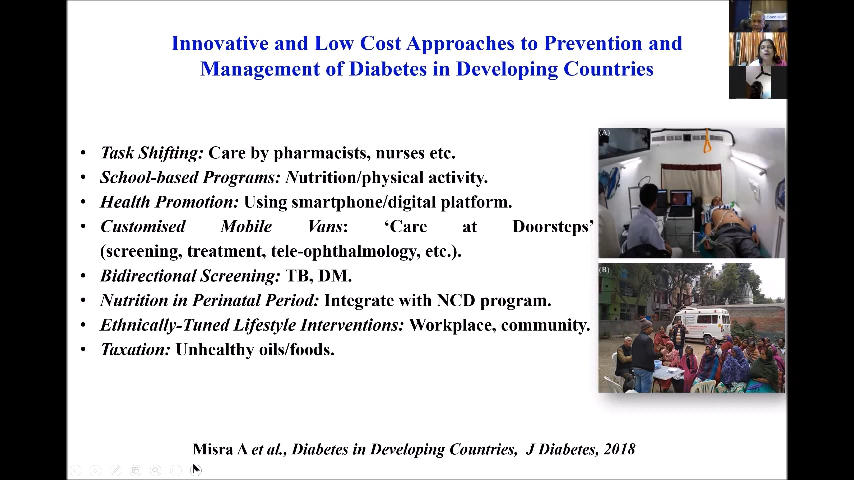 Innovative and Low Cost Approaches to Prevention and
Management of Diabetes in Developing Countries
• Task Shifting: Care by pharmacists, nurses etc.
• School-based Programs: Nutrition/physical activity.
• Health Promotion: Using smartphone/digital platform.
• Customised Mobile Vans: ‘Care at Doorsteps’
(screening, treatment, tele-ophthalmology, etc.).
• Bidirectional Screening: TB, DM.
• Nutrition in Perinatal Period: Integrate with NCD program.
• Ethnically-Tuned Lifestyle Interventions: Workplace, community.
• Taxation: Unhealthy oils/foods.
(A)
(B)
Misra A et al., Diabetes in Developing Countries, J Diabetes, 2018